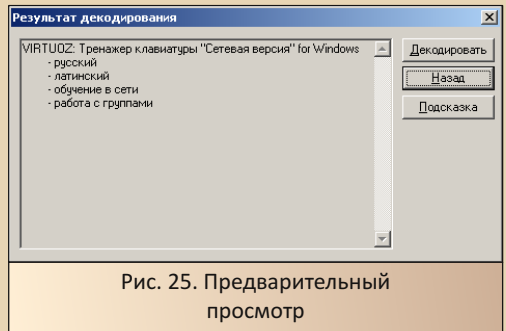 Результат декодирования
VIRTUOZ: Тренажер клавиатуры "Сетевая версия" for Windows
- русский
- латинский
- обучение в сети
- работа с группами
Декодировать
Назад
Подсказка
Рис. 25. Предварительный
просмотр